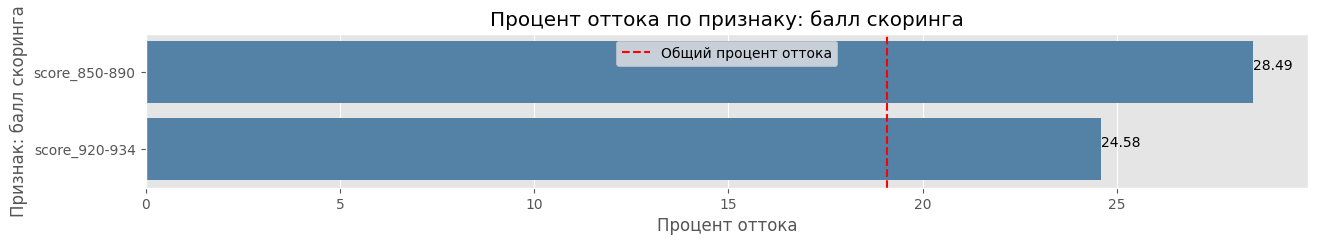 Процент оттока по признаку: балл скоринга
Признак: балл скоринга
Общий процент оттока
score_850-890
28.49
score_920-934
24.58
0 5 10 15 20 25
Процент оттока